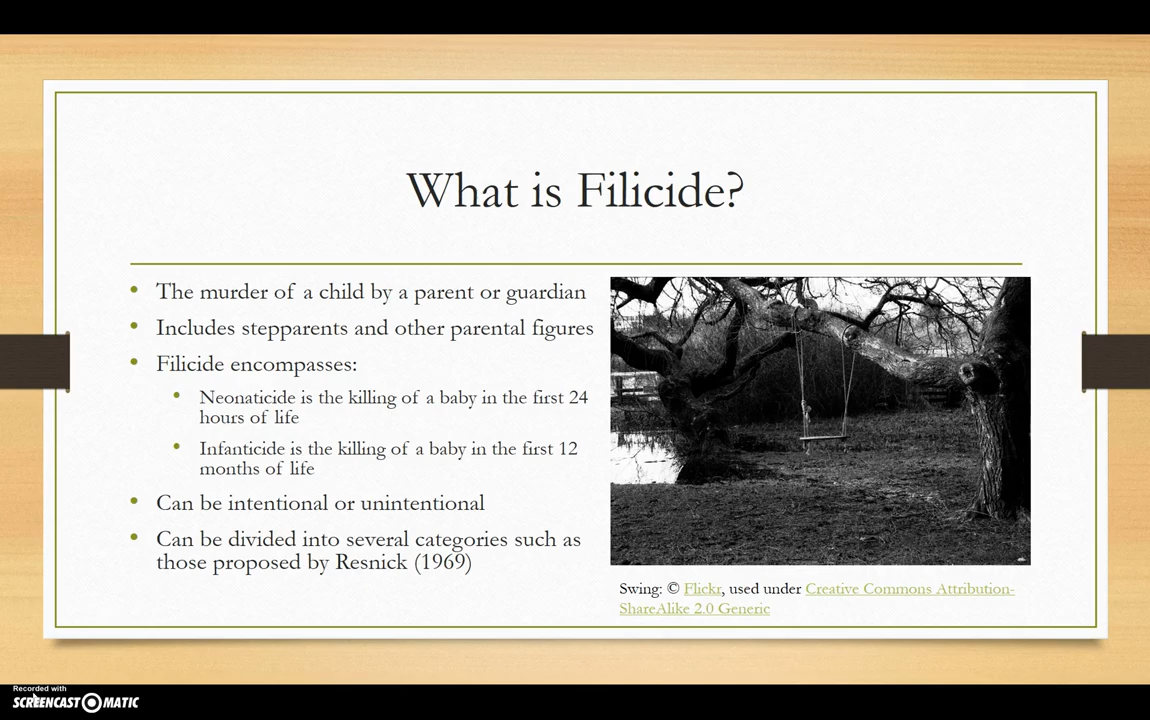 What is Filicide?
The murder of a child by a parent or guardian
Includes stepparents and other parental figures
Filicide encompasses:
Neonaticide is the killing of a baby in the first 24
hours of life
Infanticide is the killing of a baby in the first 12
months of life
Can be intentional or unintentional
Can be divided into several categories such as
those proposed by Resnick (1969)
Swing: © Flickr, used under Creative Commons Attribution-
ShareAlike 2.0 Generic
Recorded with
SCREENCAST-O-MATIC